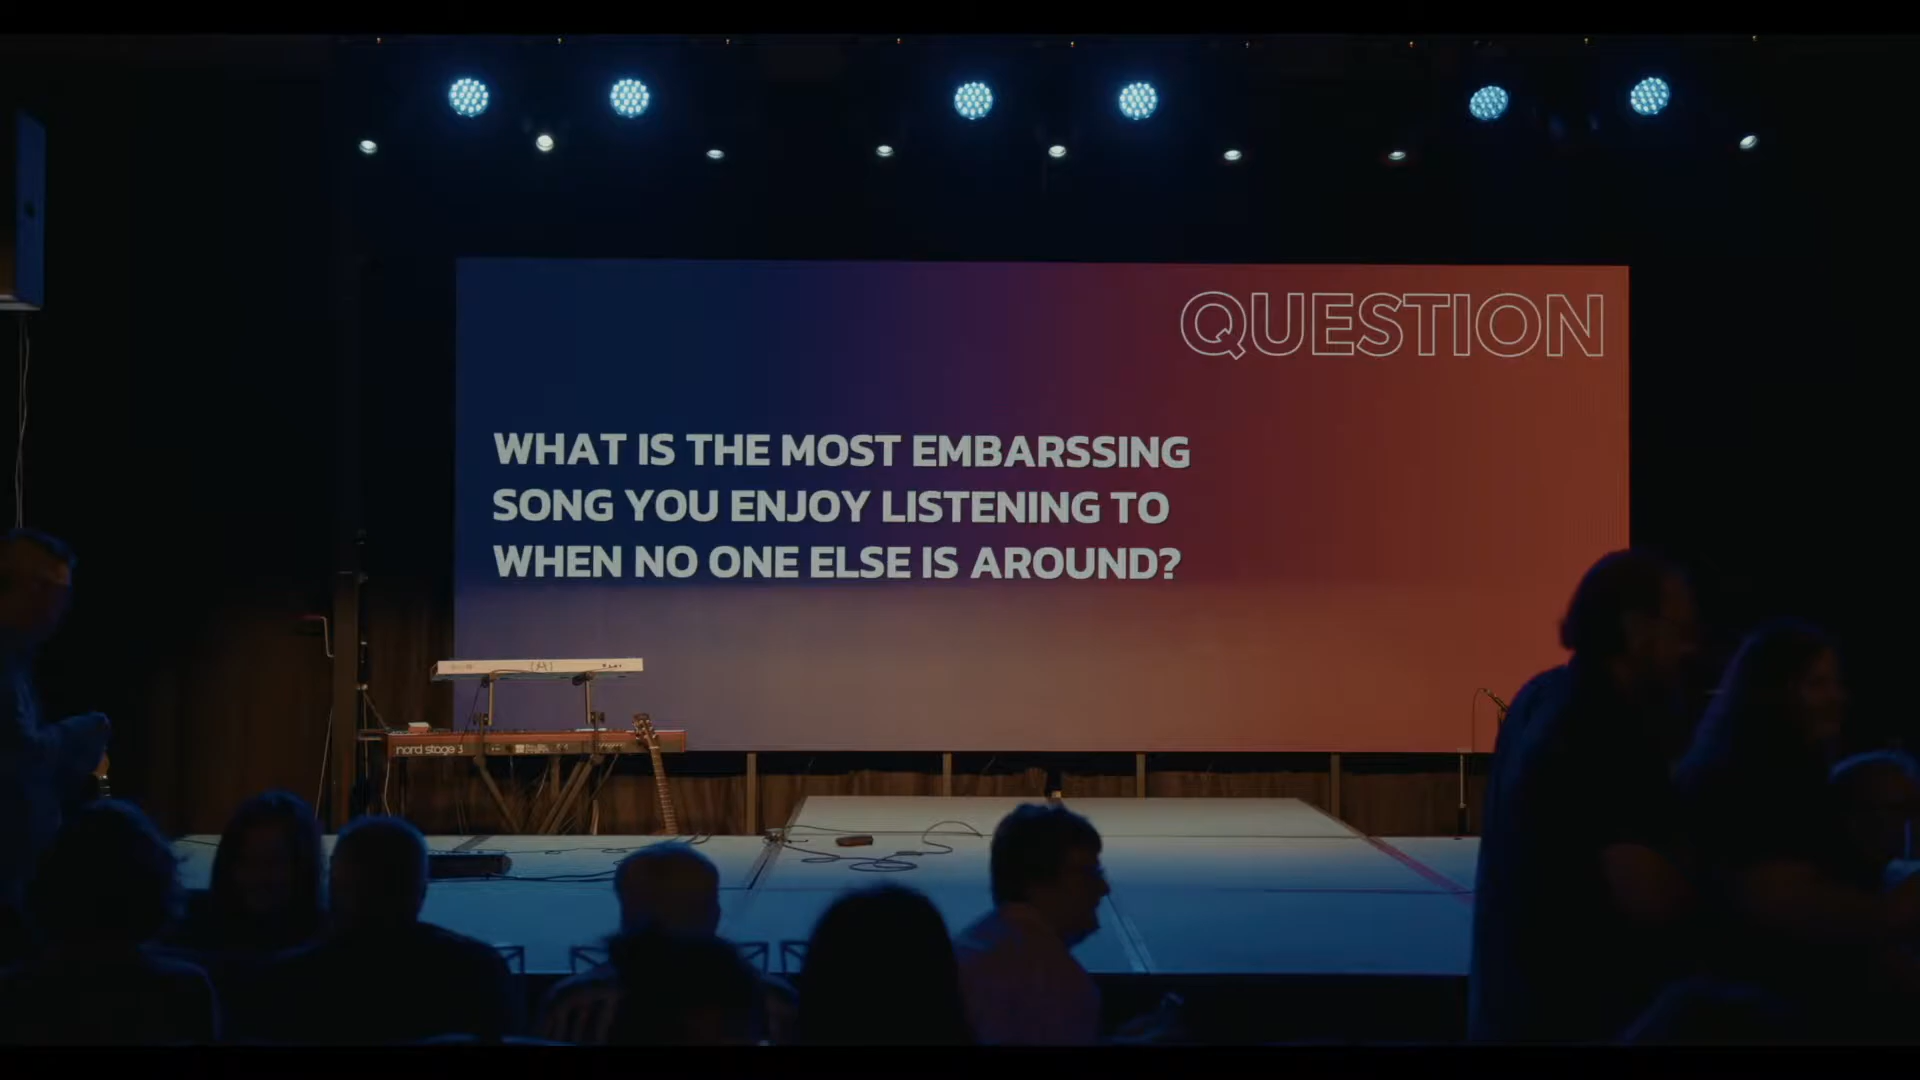 QUESTION
WHAT IS THE MOST EMBARSSING
SONG YOU ENJOY LISTENING TO
WHEN NO ONE ELSE IS AROUND?
nord stage 3